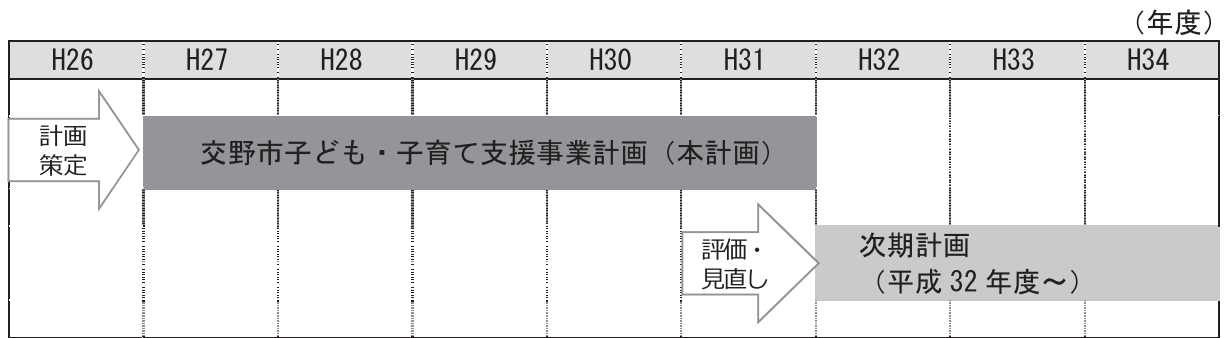 （年度）
H26 H27 H28 H29 H30 H31 H32 H33 H34
計画
策定
交野市子ども・子育て支援事業計画（本計画）
評価・
見直し
次期計画
（平成 32 年度～）